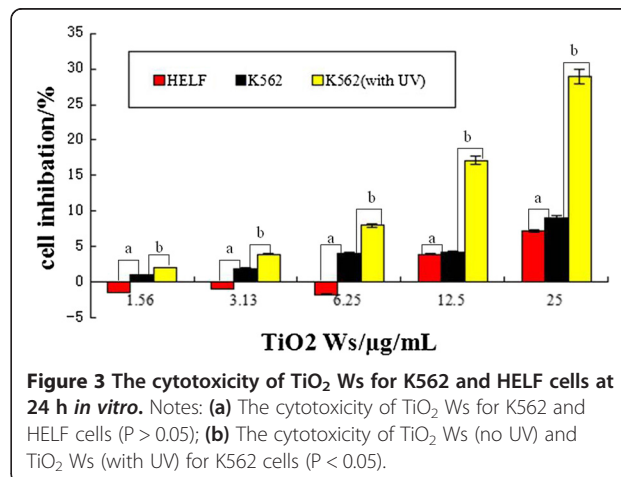 35
30
25
20
15
10
5
0
−5
cell inhibation/%
HELF
K562
K562(with UV)
a
b
a
b
a
b
a
b
a
b
1.56
3.13
6.25
12.5
25
TiO2 Ws/μg/mL
Figure 3 The cytotoxicity of TiO₂ Ws for K562 and HELF cells at
24 h in vitro. Notes: (a) The cytotoxicity of TiO₂ Ws for K562 and
HELF cells (P > 0.05); (b) The cytotoxicity of TiO₂ Ws (no UV) and
TiO₂ Ws (with UV) for K562 cells (P < 0.05).